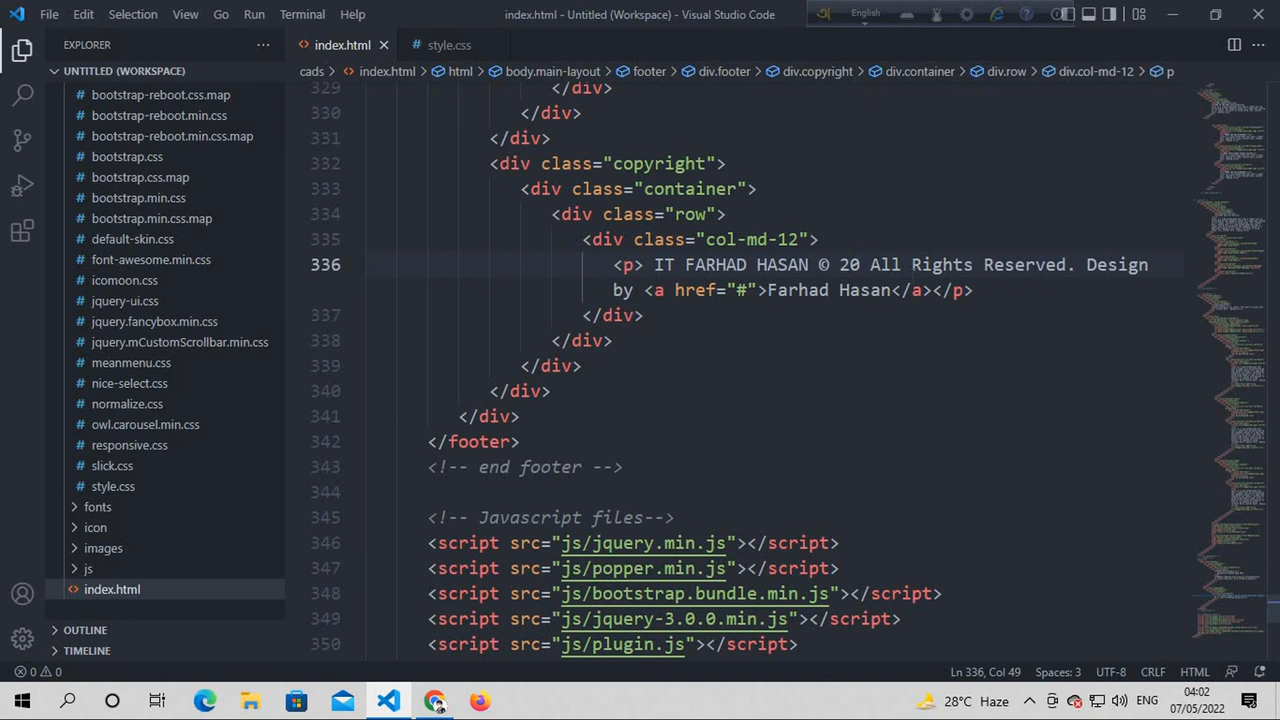 File Edit Selection View Go Run Terminal Help index.html - Untitled (Workspace) - Visual Studio Code English
EXPLORER
index.html style.css
UNTITLED (WORKSPACE)
cads > index.html > html > body.main-layout > footer > div.footer > div.copyright > div.container > div.row > div.col-md-12 > p
bootstrap-reboot.css.map
bootstrap-reboot.min.css
bootstrap-reboot.min.css.map
bootstrap.css
bootstrap.css.map
bootstrap.min.css
bootstrap.min.css.map
default-skin.css
font-awesome.min.css
icomoon.css
jquery-ui.css
jquery.fancybox.min.css
jquery.mCustomScrollbar.min.css
meanmenu.css
nice-select.css
normalize.css
owl.carousel.min.css
responsive.css
slick.css
style.css
fonts
icon
images
js
index.html
OUTLINE
TIMELINE
329 </div>
330 </div>
331 </div>
332 <div class="copyright">
333 <div class="container">
334 <div class="row">
335 <div class="col-md-12">
336 <p> IT FARHAD HASAN © 20 All Rights Reserved. Design
by <a href="#">Farhad Hasan</a></p>
337 </div>
338 </div>
339 </div>
340 </div>
341 </div>
342 </footer>
343 <!-- end footer -->
344
345 <!-- Javascript files-->
346 <script src="js/jquery.min.js"></script>
347 <script src="js/popper.min.js"></script>
348 <script src="js/bootstrap.bundle.min.js"></script>
349 <script src="js/jquery-3.0.0.min.js"></script>
350 <script src="js/plugin.js"></script>
0 0 Ln 336, Col 49 Spaces: 3 UTF-8 CRLF HTML
28°C Haze ENG 04:02
07/05/2022